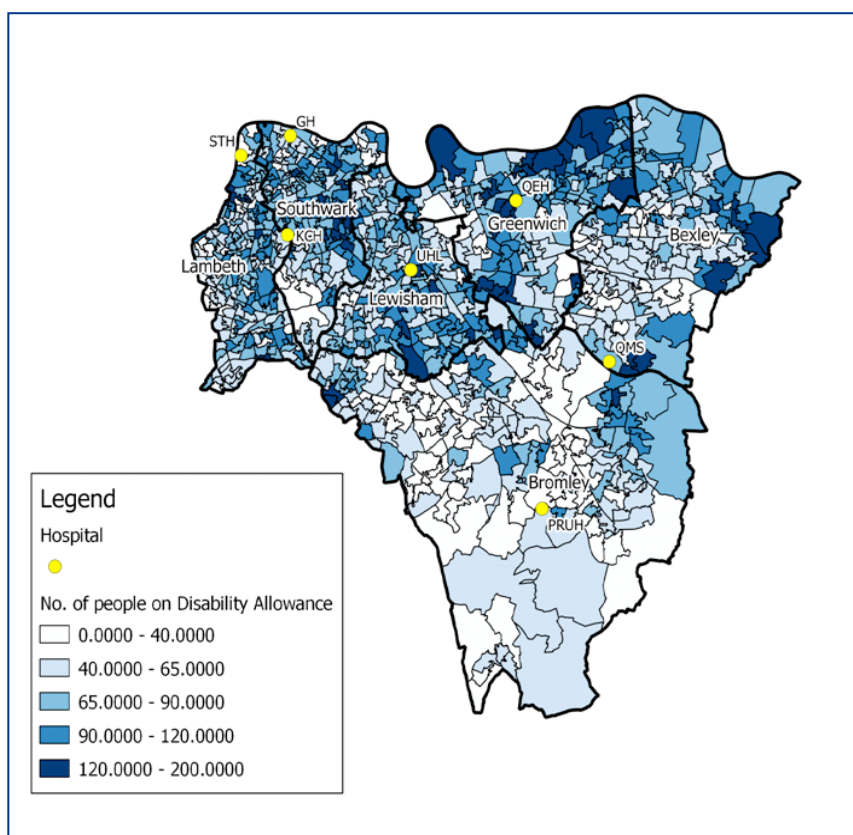 GH
STH
QEH
Southwark
Greenwich
KCH
Bexley
Lambeth
UHL
Lewisham
QMS
Bromley
PRUH
Legend
Hospital
No. of people on Disability Allowance
0.0000 - 40.0000
40.0000 - 65.0000
65.0000 - 90.0000
90.0000 - 120.0000
120.0000 - 200.0000